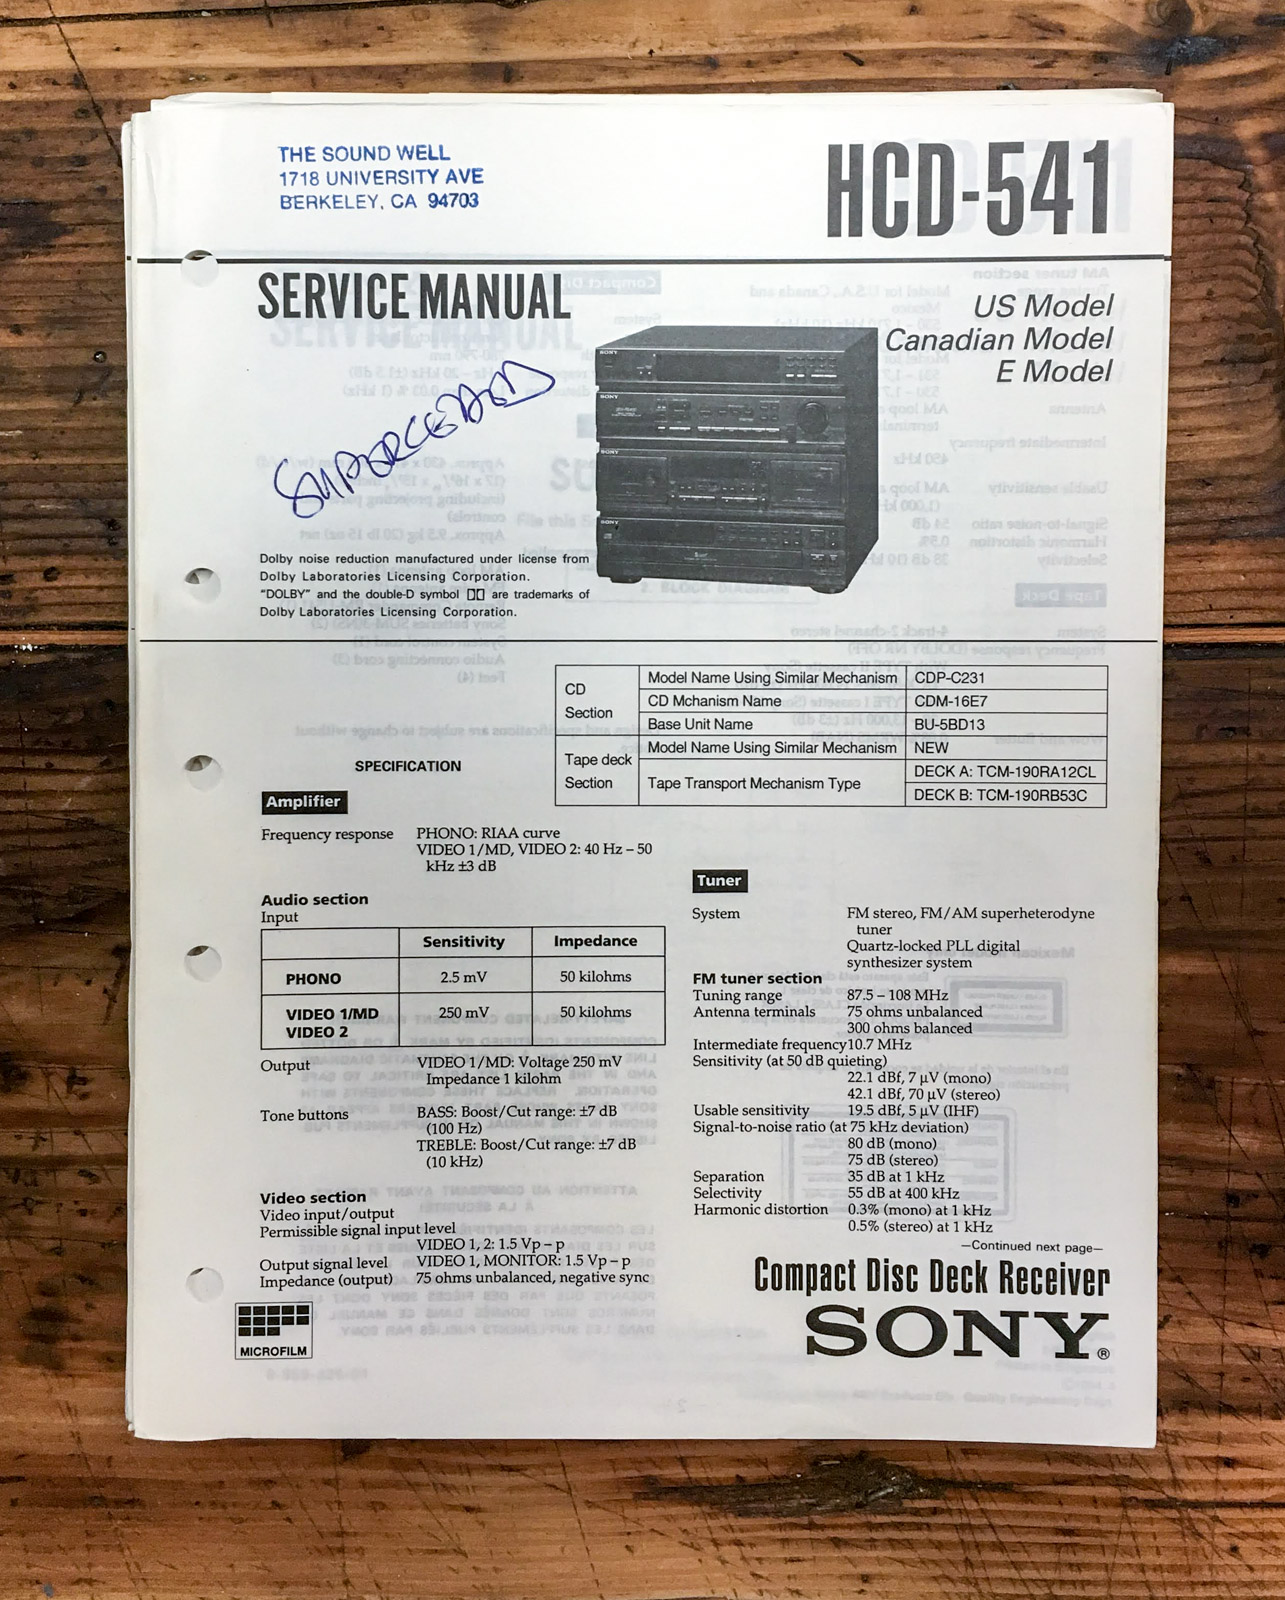 THE SOUND WELL
1718 UNIVERSITY AVE
BERKELEY, CA 94703
HCD-541
SERVICE MANUAL
US Model
Canadian Model
E Model
SONY
SONY
SONY
SONY
Dolby noise reduction manufactured under license from
Dolby Laboratories Licensing Corporation.
"DOLBY" and the double-D symbol are trademarks of
Dolby Laboratories Licensing Corporation.
CD Section
Model Name Using Similar Mechanism CDP-C231
CD Mchanism Name CDM-16E7
Base Unit Name BU-5BD13
Tape deck Section
Model Name Using Similar Mechanism NEW
Tape Transport Mechanism Type DECK A: TCM-190RA12CL
DECK B: TCM-190RB53C
SPECIFICATION
Amplifier
Frequency response PHONO: RIAA curve
VIDEO 1/MD, VIDEO 2: 40 Hz – 50
kHz ±3 dB
Audio section
Input
Sensitivity Impedance
PHONO 2.5 mV 50 kilohms
VIDEO 1/MD 250 mV 50 kilohms
VIDEO 2
Output VIDEO 1/MD: Voltage 250 mV
Impedance 1 kilohm
Tone buttons BASS: Boost/Cut range: ±7 dB
(100 Hz)
TREBLE: Boost/Cut range: ±7 dB
(10 kHz)
Video section
Video input/output
Permissible signal input level
VIDEO 1, 2: 1.5 Vp – p
Output signal level VIDEO 1, MONITOR: 1.5 Vp – p
Impedance (output) 75 ohms unbalanced, negative sync
MICROFILM
Tuner
System FM stereo, FM/AM superheterodyne
tuner
Quartz-locked PLL digital
synthesizer system
FM tuner section
Tuning range 87.5 – 108 MHz
Antenna terminals 75 ohms unbalanced
300 ohms balanced
Intermediate frequency 10.7 MHz
Sensitivity (at 50 dB quieting)
22.1 dBf, 7 µV (mono)
42.1 dBf, 70 µV (stereo)
Usable sensitivity 19.5 dBf, 5 µV (IHF)
Signal-to-noise ratio (at 75 kHz deviation)
80 dB (mono)
75 dB (stereo)
Separation 35 dB at 1 kHz
Selectivity 55 dB at 400 kHz
Harmonic distortion 0.3% (mono) at 1 kHz
0.5% (stereo) at 1 kHz
—Continued next page—
Compact Disc Deck Receiver
SONY®